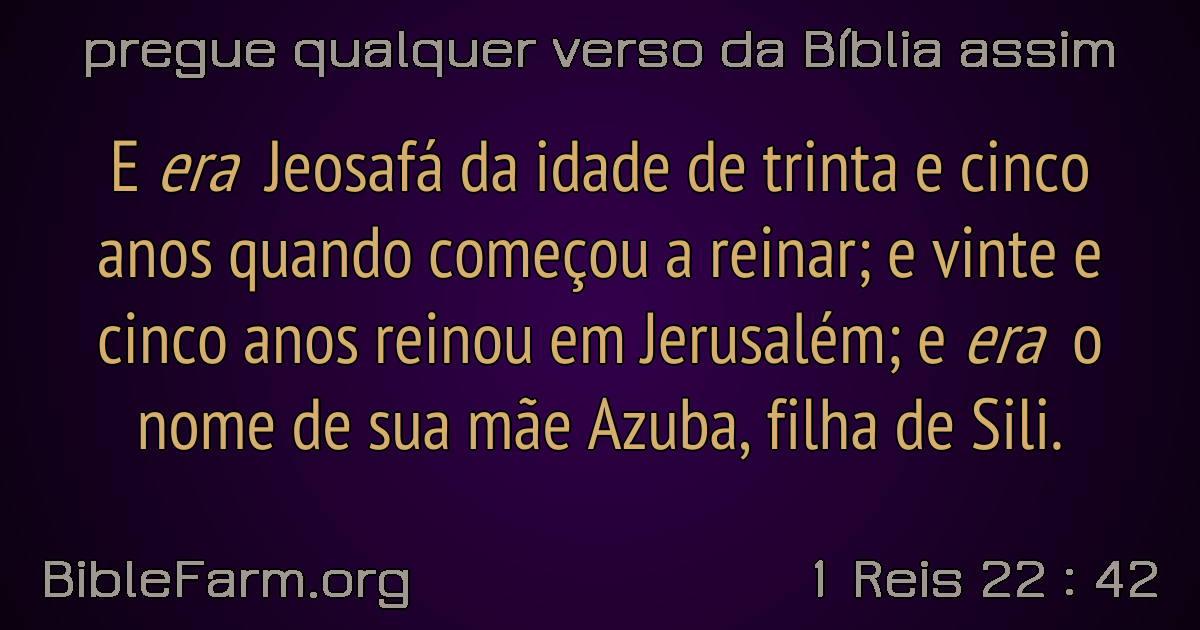 pregue qualquer verso da Bíblia assim
E era Jeosafá da idade de trinta e cinco
anos quando começou a reinar; e vinte e
cinco anos reinou em Jerusalém; e era o
nome de sua mãe Azuba, filha de Sili.
BibleFarm.org
1 Reis 22 : 42